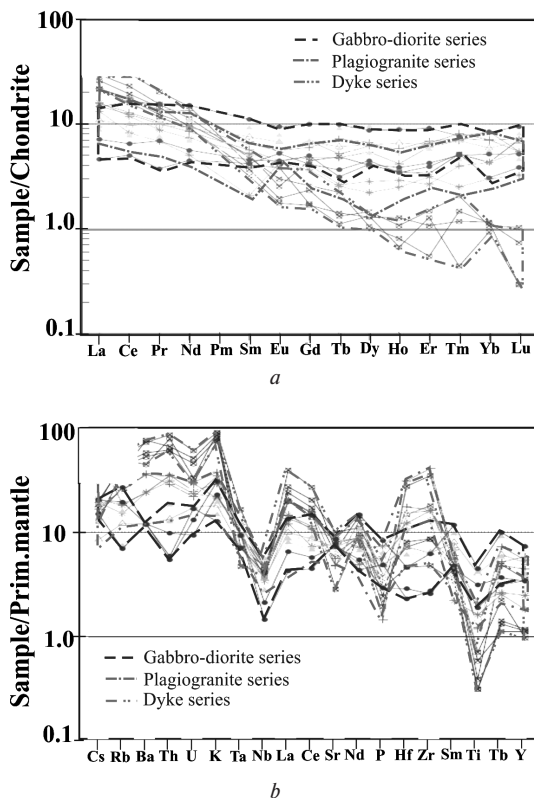 100
Gabbro-diorite series
Plagiogranite series
Dyke series
10
1.0
0.1
Sample/Chondrite
La Ce Pr Nd Pm Sm Eu Gd Tb Dy Ho Er Tm Yb Lu
a
100
10
1.0
Gabbro-diorite series
Plagiogranite series
Dyke series
0.1
Sample/Prim.mantle
Cs Rb Ba Th U K Ta Nb La Ce Sr Nd P Hf Zr Sm Ti Tb Y
b